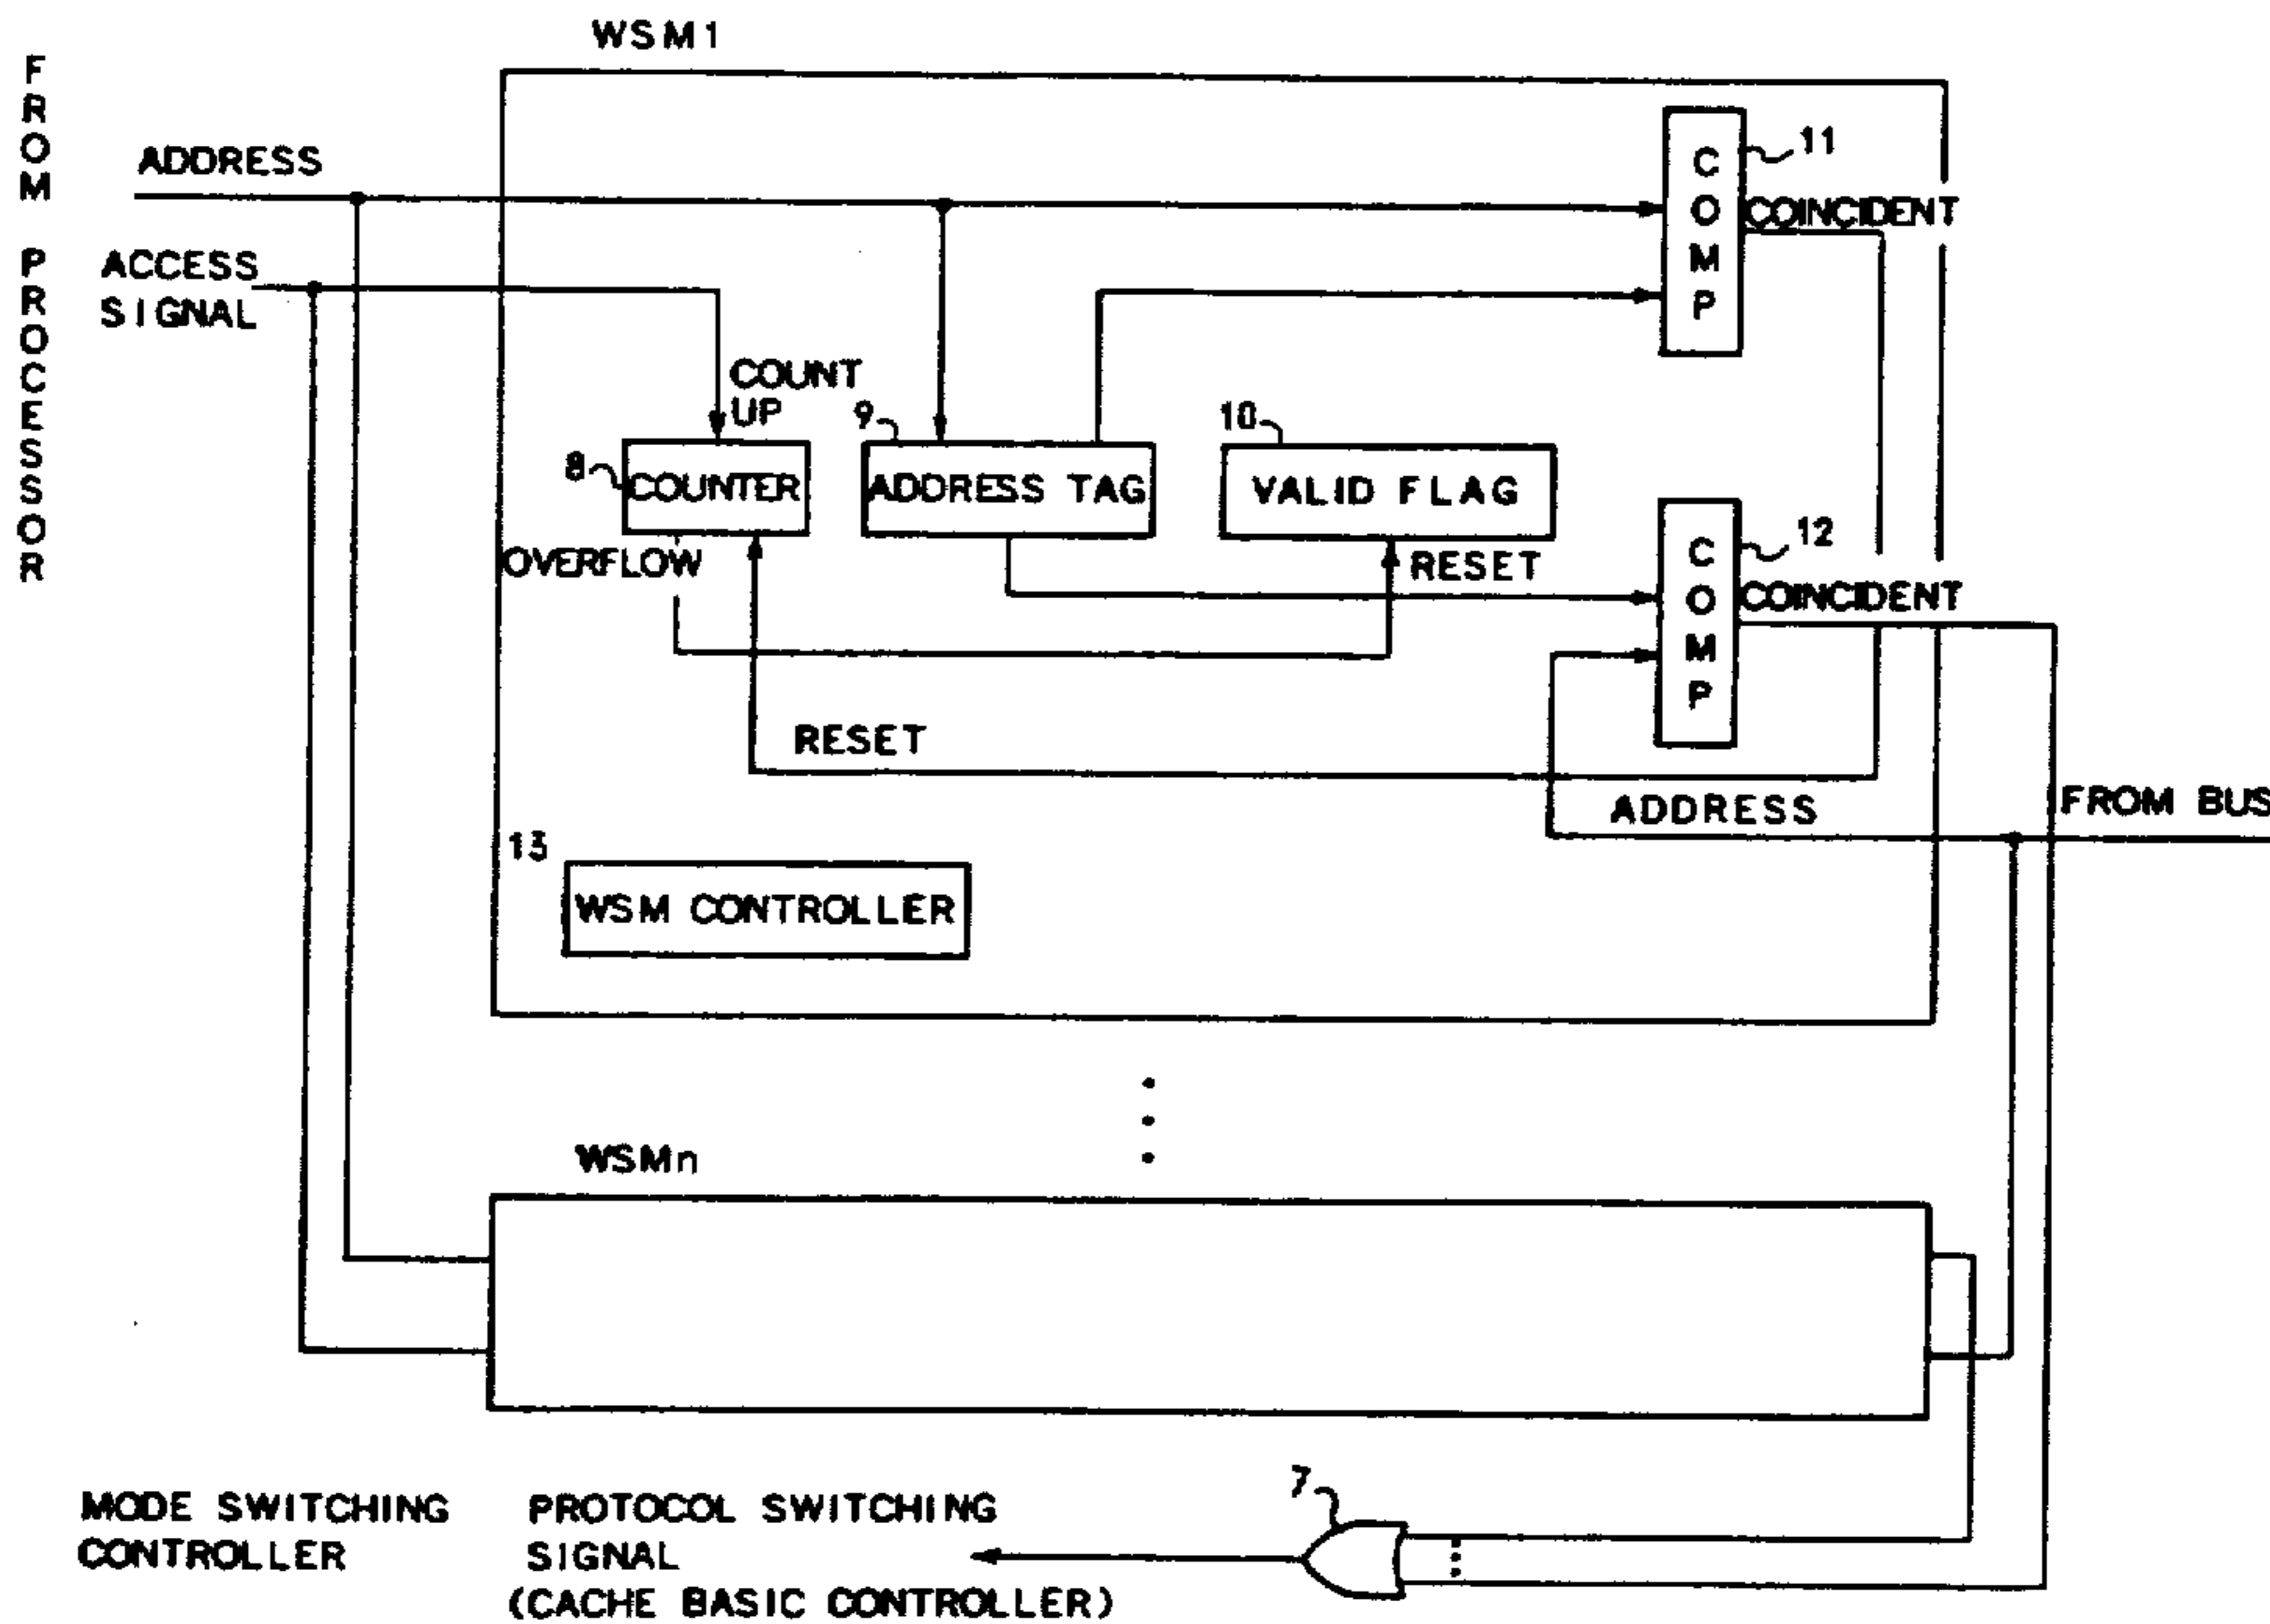 WSM1
FROM PROCESSOR
ADDRESS
ACCESS
SIGNAL
COMP
11
COINCIDENT
COUNT
UP
8
COUNTER
9
ADDRESS TAG
10
VALID FLAG
OVERFLOW
RESET
COMP
12
COINCIDENT
RESET
ADDRESS
FROM BUS
13
WSM CONTROLLER
WSMn
MODE SWITCHING
CONTROLLER
PROTOCOL SWITCHING
SIGNAL
(CACHE BASIC CONTROLLER)
7